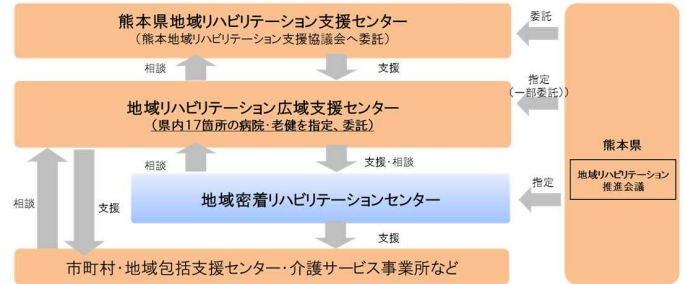 熊本県地域リハビリテーション支援センター
（熊本地域リハビリテーション支援協議会へ委託）
委託
相談
支援
指定
（一部委託））
地域リハビリテーション広域支援センター
（県内17箇所の病院・老健を指定、委託）
熊本県
地域リハビリテーション
推進会議
相談
支援・相談
指定
地域密着リハビリテーションセンター
相談
支援
支援
市町村・地域包括支援センター・介護サービス事業所など